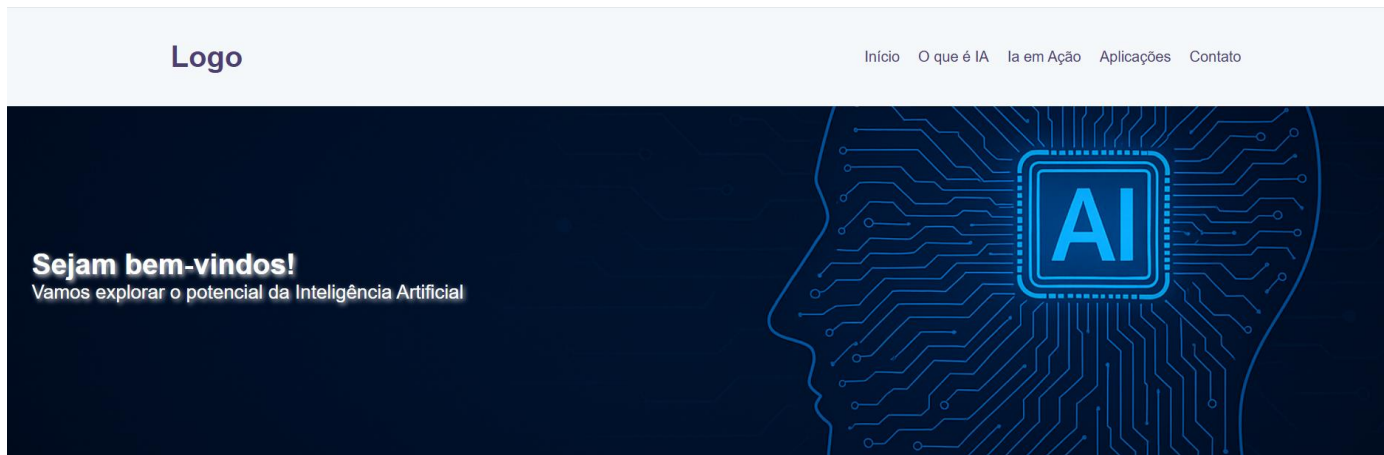 Logo
Início O que é IA Ia em Ação Aplicações Contato
AI
Sejam bem-vindos!
Vamos explorar o potencial da Inteligência Artificial